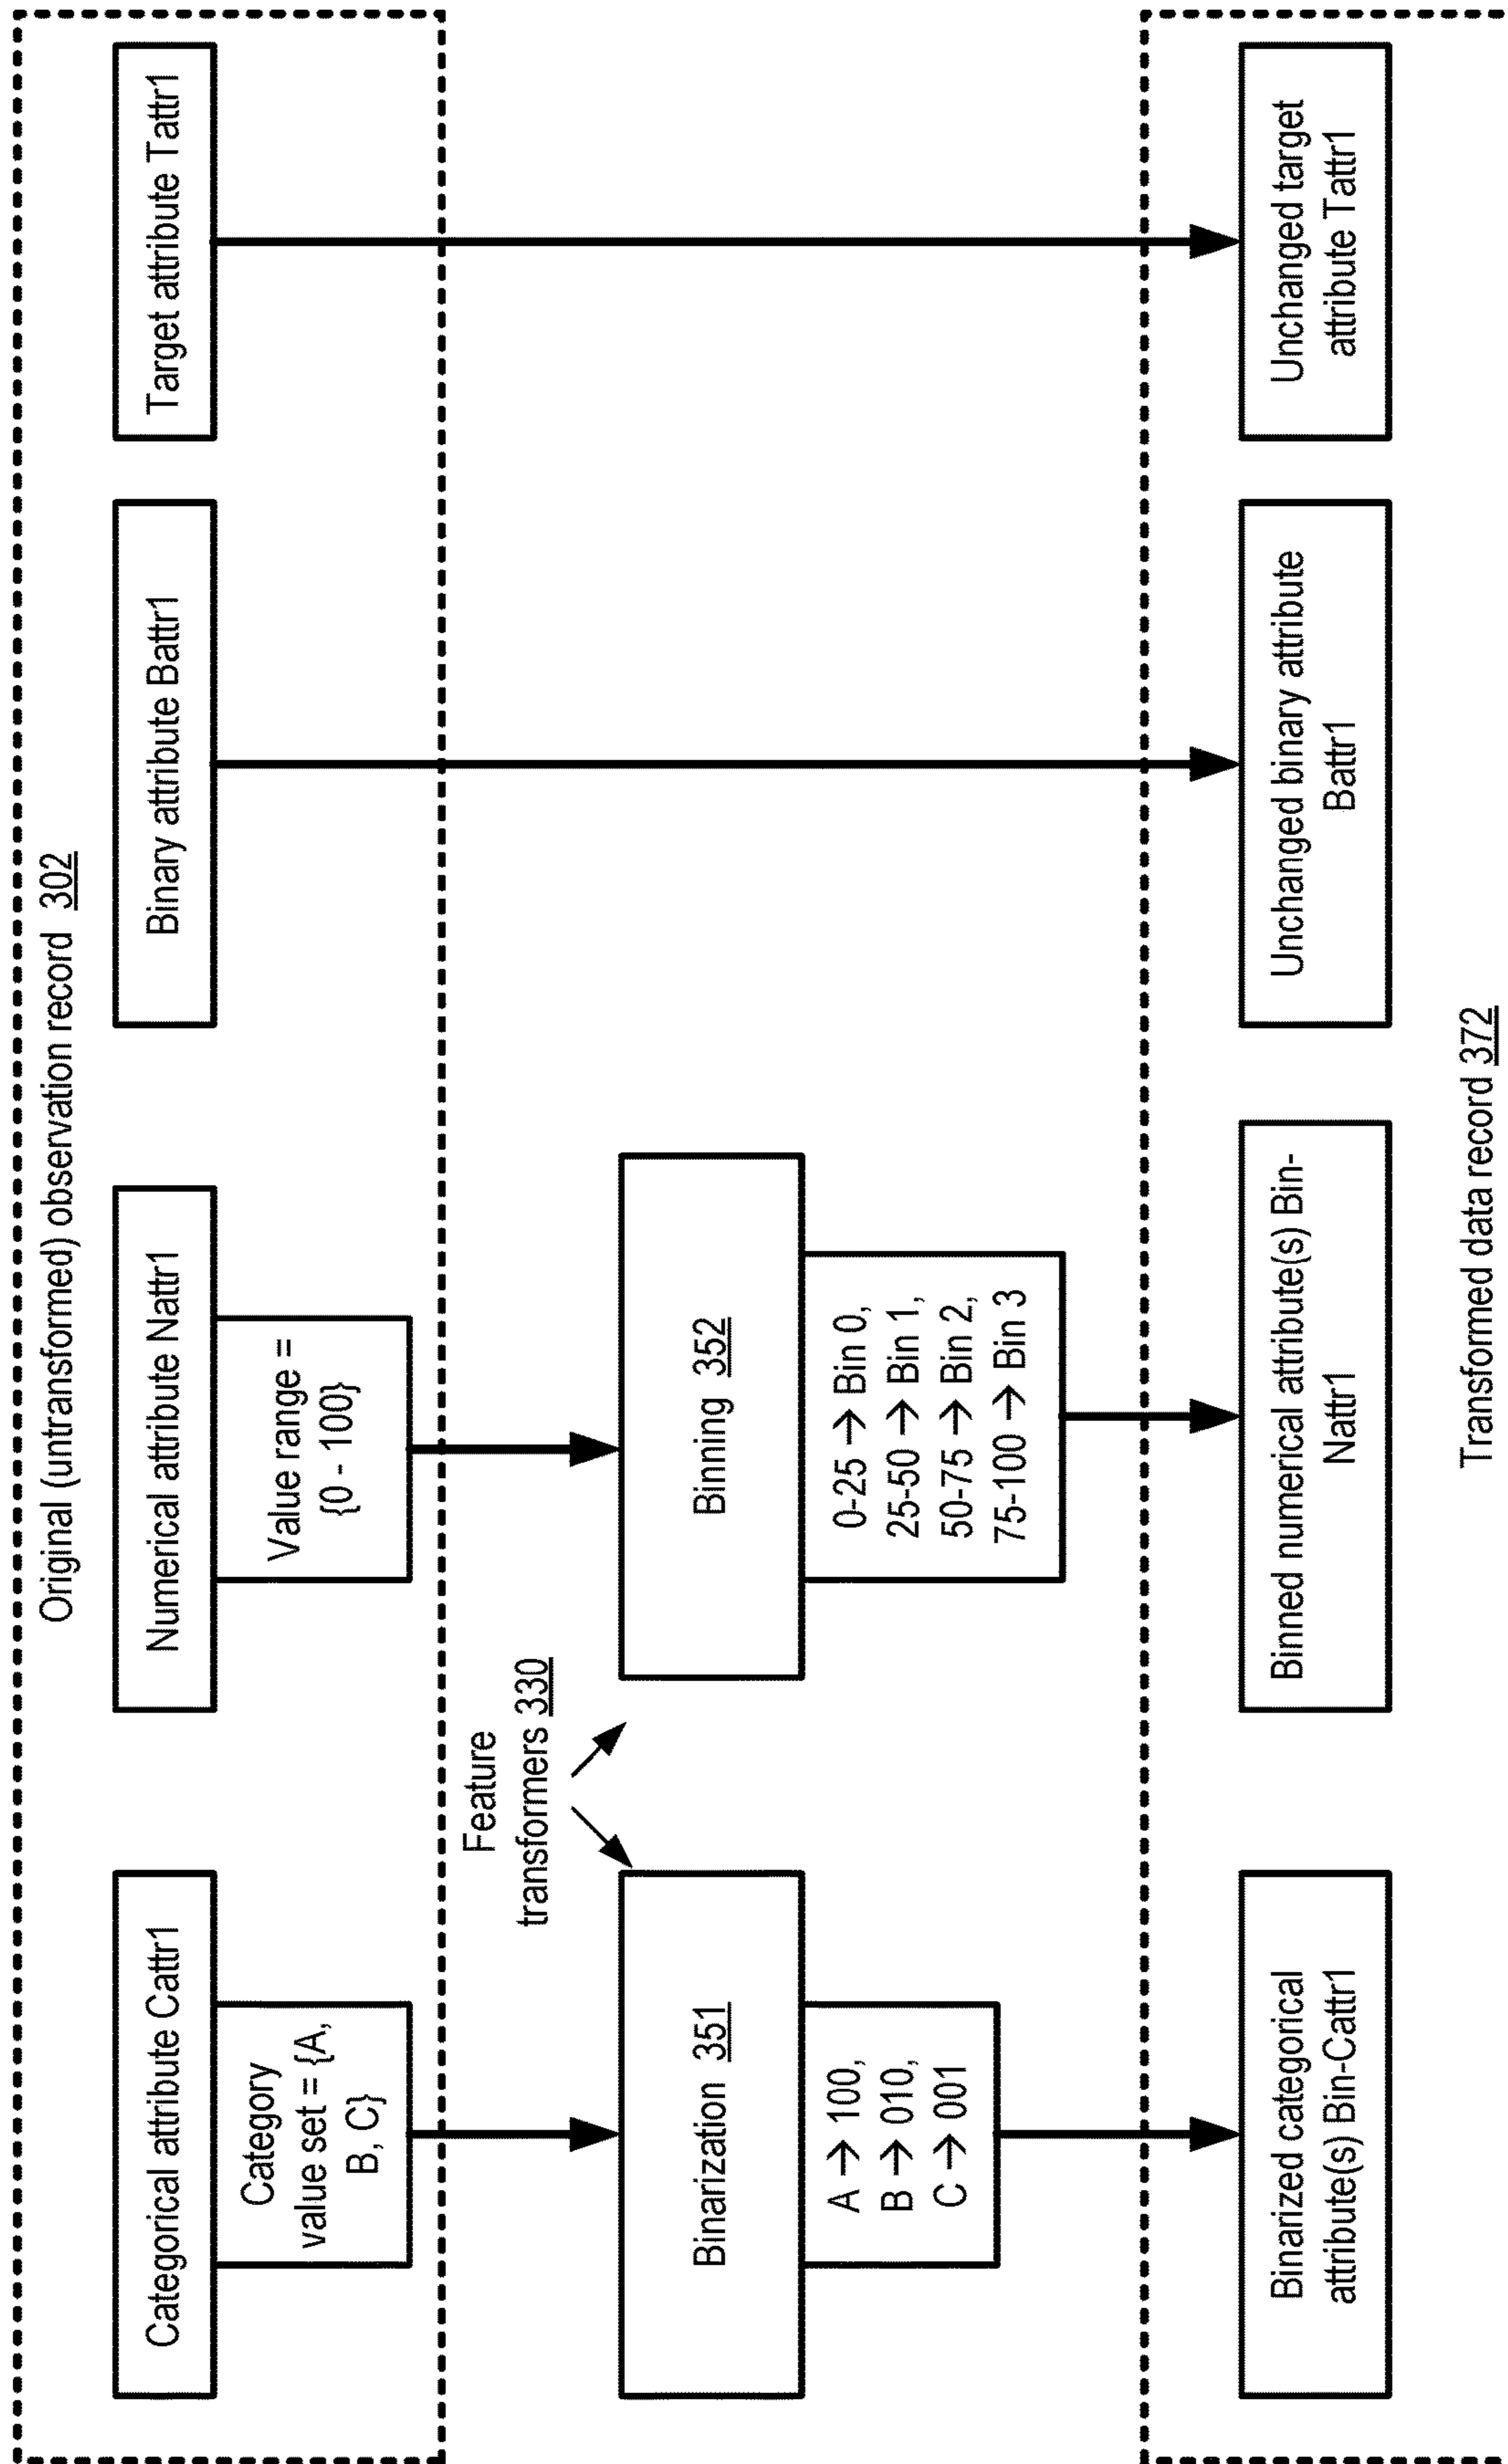 Original (untransformed) observation record 302
Categorical attribute Cattr1
Category
value set = {A,
B, C}
Numerical attribute Nattr1
Value range =
{0 - 100}
Binary attribute Battr1
Target attribute Tattr1
Feature
transformers 330
Binarization 351
A → 100,
B → 010,
C → 001
Binning 352
0-25 → Bin 0,
25-50 → Bin 1,
50-75 → Bin 2,
75-100 → Bin 3
Binarized categorical
attribute(s) Bin-Cattr1
Binned numerical attribute(s) Bin-
Nattr1
Unchanged binary attribute
Battr1
Unchanged target
attribute Tattr1
Transformed data record 372